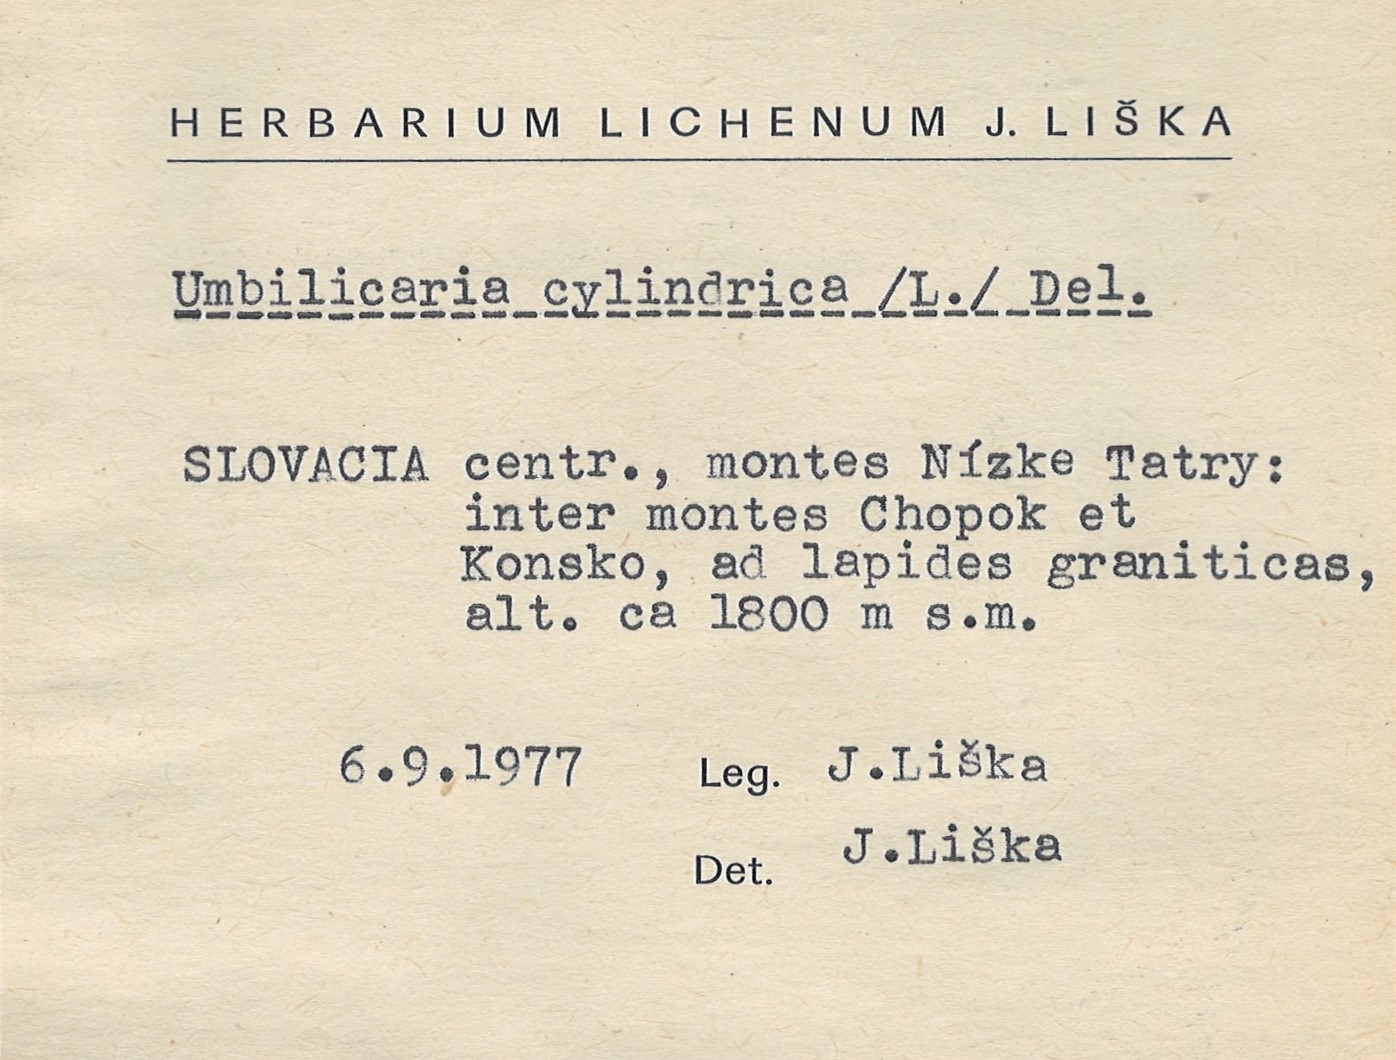 HERBARIUM LICHENUM J. LIŠKA
Umbilicaria cylindrica /L./ Del.
SLOVACIA centr., montes Nízke Tatry:
inter montes Chopok et
Konsko, ad lapides graniticas,
alt. ca 1800 m s.m.
6.9.1977 Leg. J.Liška
Det. J.Liška